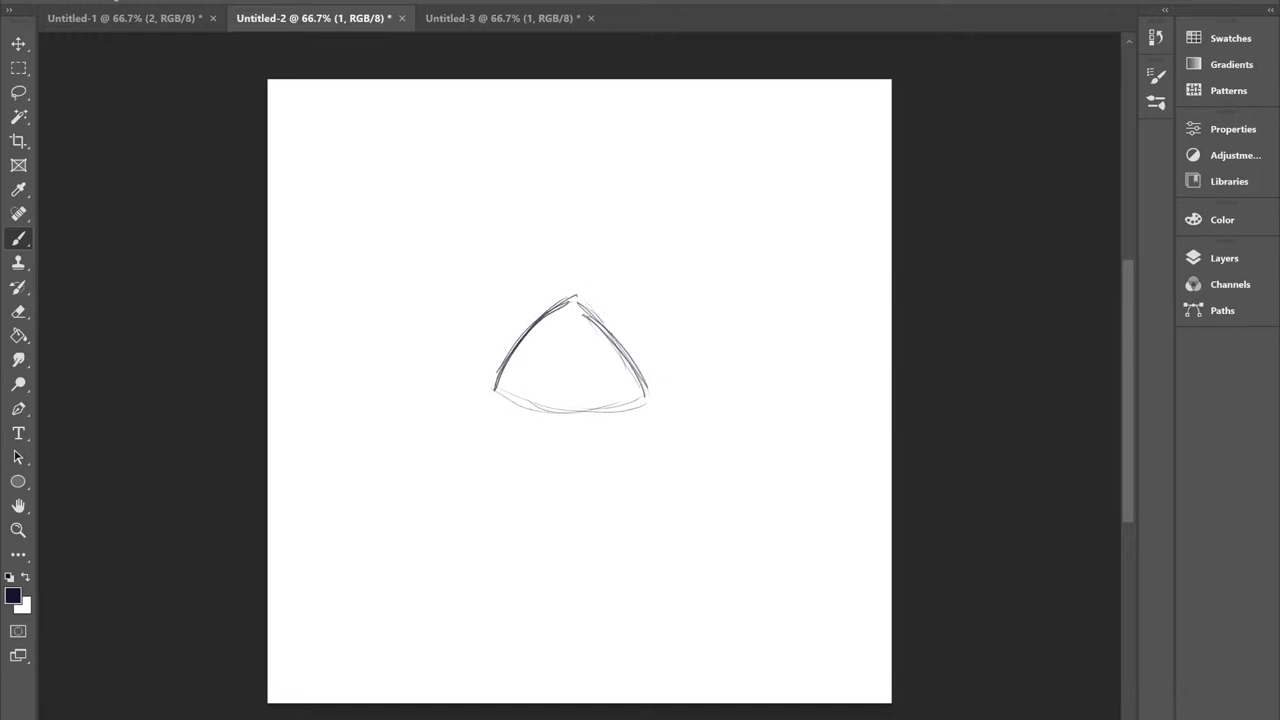 Untitled-1 @ 66.7% (2, RGB/8) *
Untitled-2 @ 66.7% (1, RGB/8) *
Untitled-3 @ 66.7% (1, RGB/8) *
Swatches
Gradients
Patterns
Properties
Adjustme...
Libraries
Color
Layers
Channels
Paths